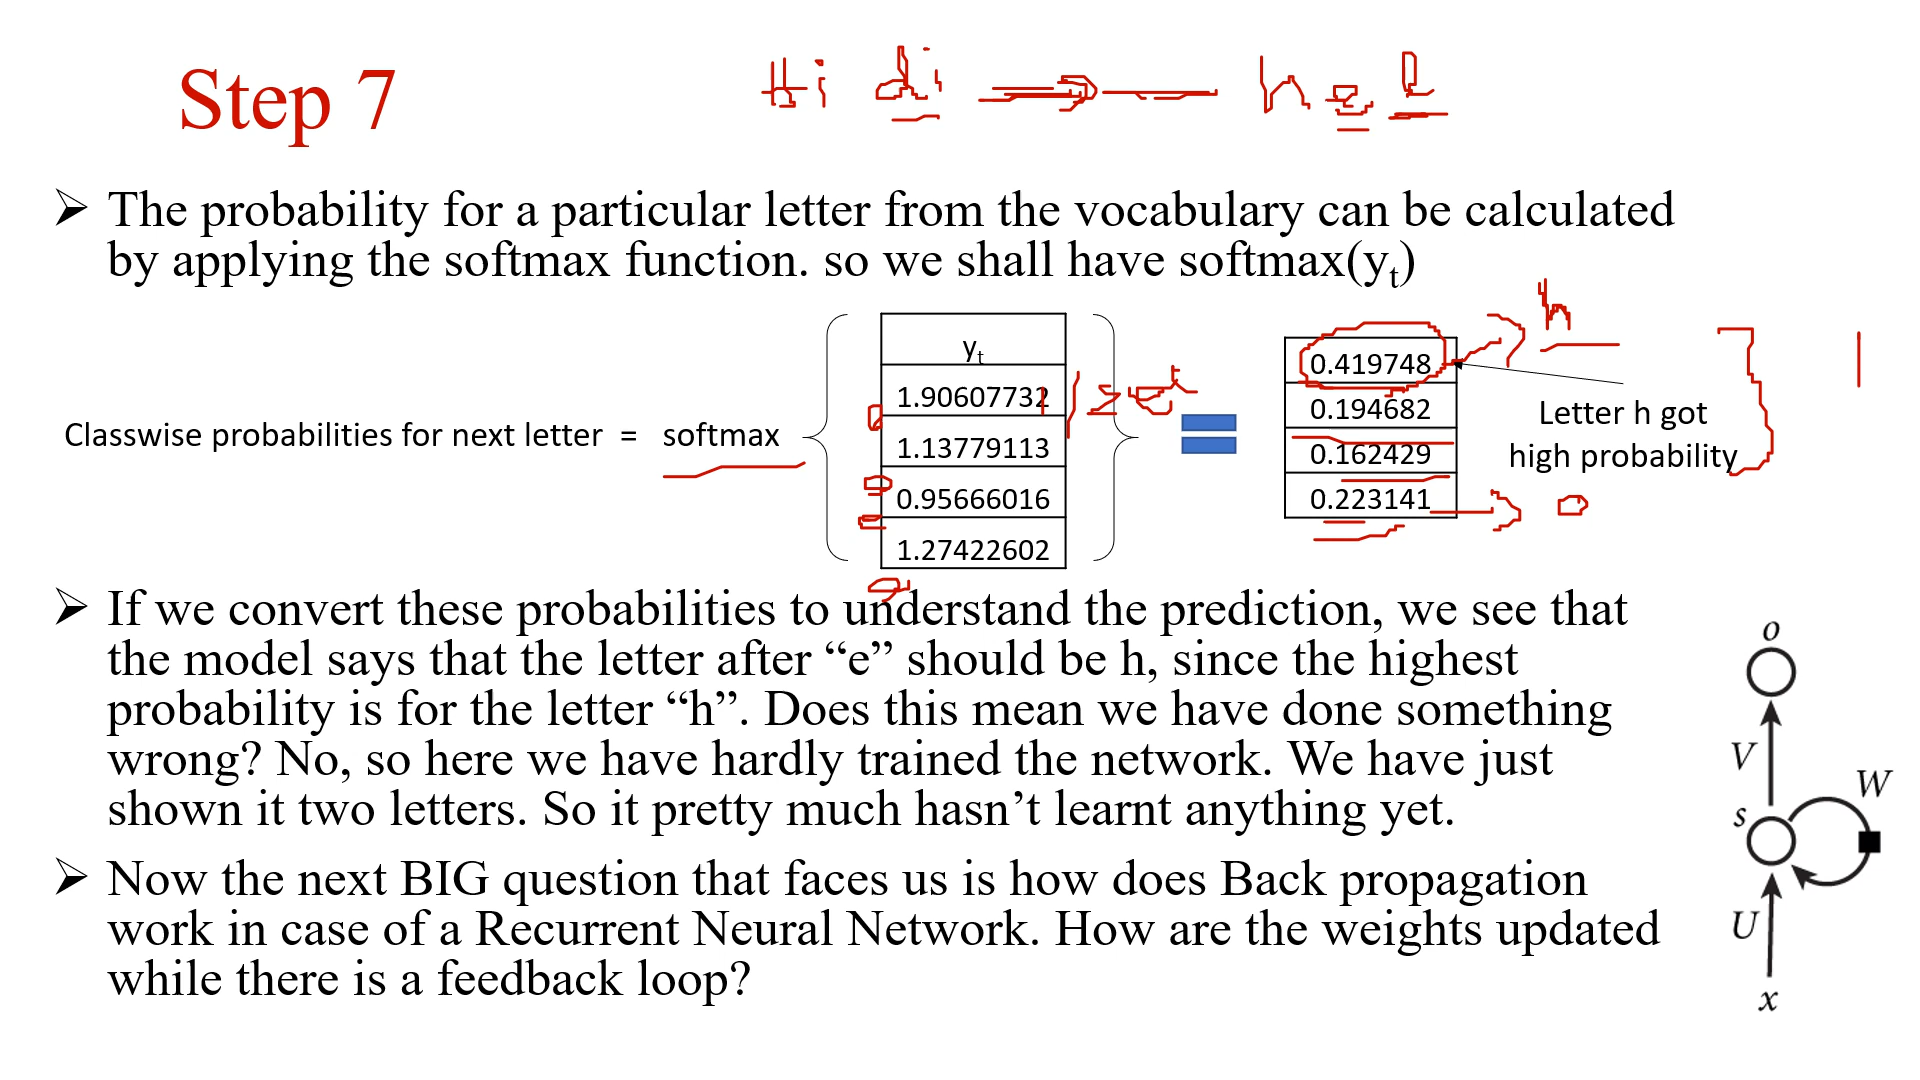 Step 7
h e l
➢ The probability for a particular letter from the vocabulary can be calculated
by applying the softmax function. so we shall have softmax(yt)
h
yt
0.419748
1.90607732
0.194682
Letter h got
Classwise probabilities for next letter = softmax
1.13779113
0.162429
high probability
0.95666016
0.223141
1.27422602
➢ If we convert these probabilities to understand the prediction, we see that
the model says that the letter after “e” should be h, since the highest
probability is for the letter “h”. Does this mean we have done something
wrong? No, so here we have hardly trained the network. We have just
shown it two letters. So it pretty much hasn’t learnt anything yet.
➢ Now the next BIG question that faces us is how does Back propagation
work in case of a Recurrent Neural Network. How are the weights updated
while there is a feedback loop?
o
V
W
s
U
x